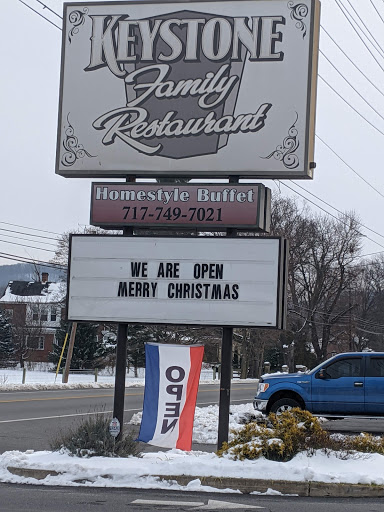 KEYSTONE
Family
Restaurant
Homestyle Buffet
717-749-7021
WE ARE OPEN
MERRY CHRISTMAS
OPEN